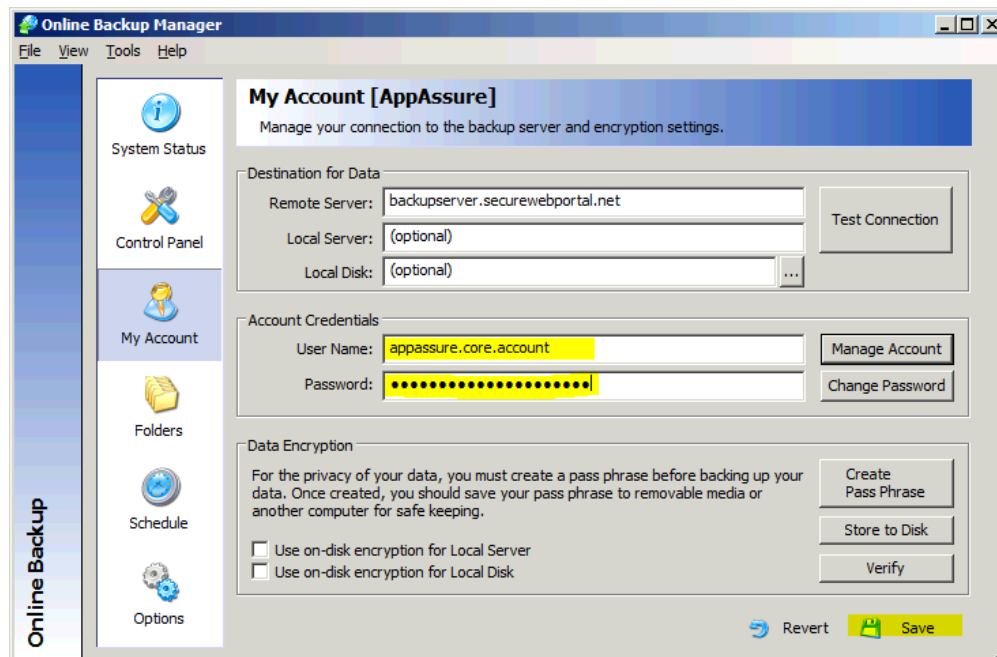 Online Backup Manager
File View Tools Help
System Status
Control Panel
My Account
Folders
Schedule
Options
Online Backup
My Account [AppAssure]
Manage your connection to the backup server and encryption settings.
Destination for Data
Remote Server: backupserver.securewebportal.net
Local Server: (optional)
Local Disk: (optional) ...
Test Connection
Account Credentials
User Name: appassure.core.account
Manage Account
Password: ●●●●●●●●●●●●●●●●●●●●●
Change Password
Data Encryption
For the privacy of your data, you must create a pass phrase before backing up your
data. Once created, you should save your pass phrase to removable media or
another computer for safe keeping.
Create
Pass Phrase
Store to Disk
Verify
Use on-disk encryption for Local Server
Use on-disk encryption for Local Disk
Revert Save